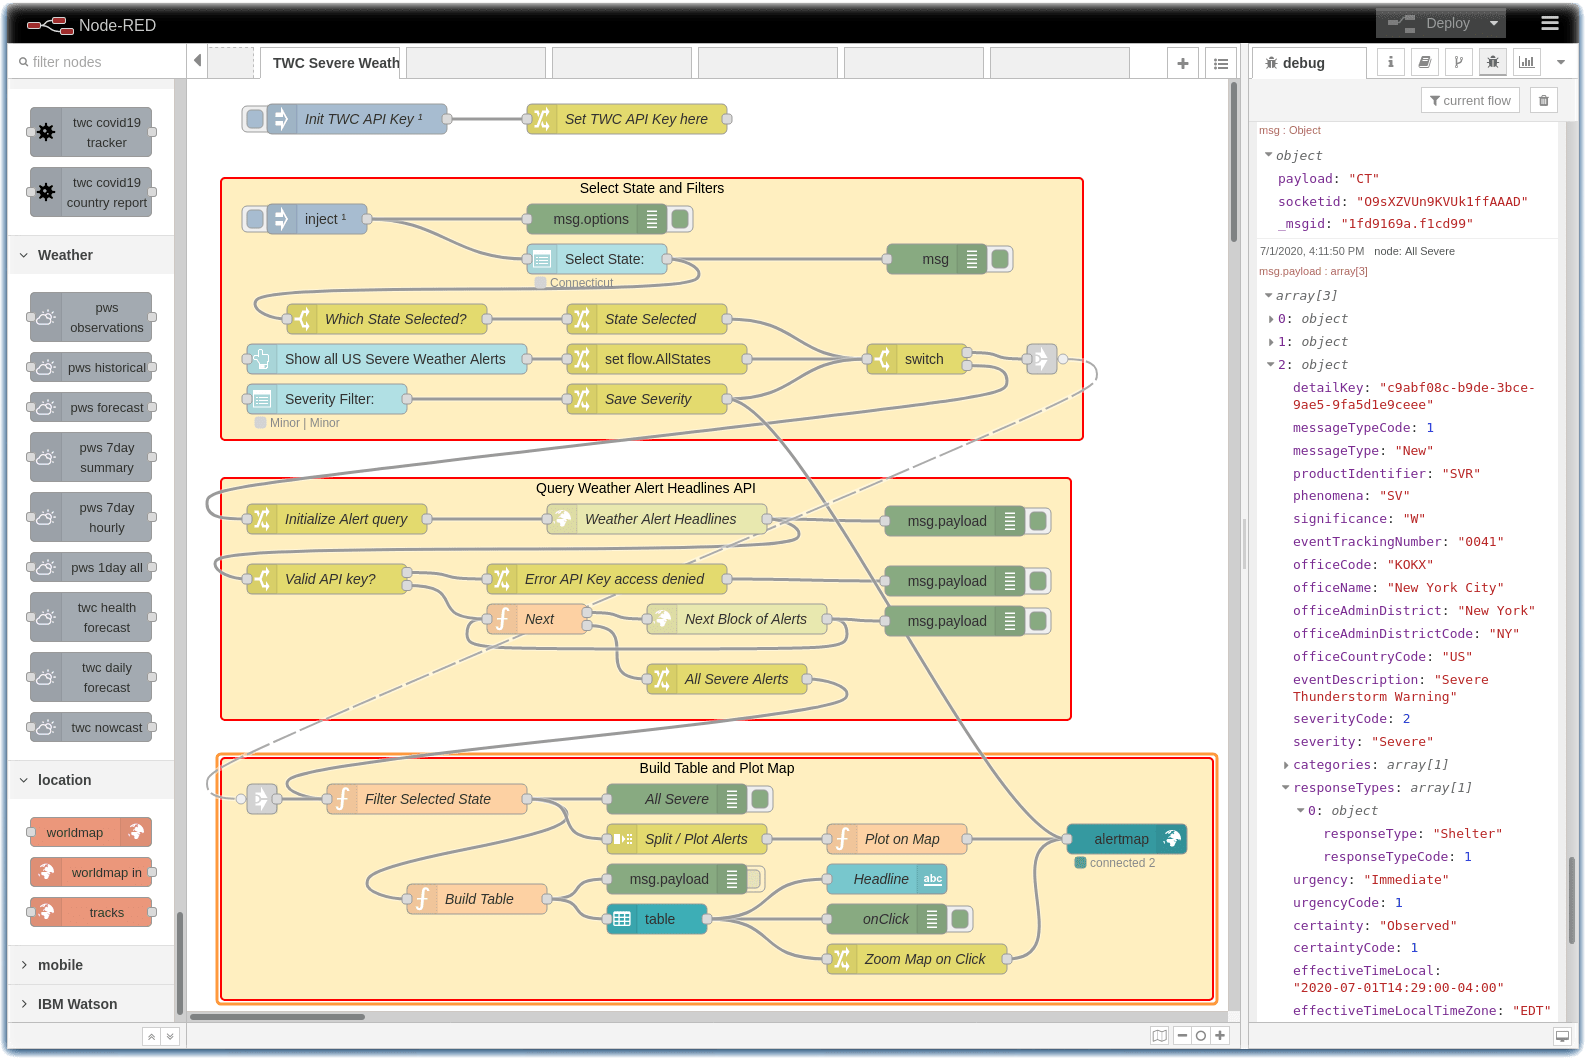 Node-RED
Deploy
filter nodes
TWC Severe Weath
debug
current flow
twc covid19
tracker
twc covid19
country report
Weather
pws
observations
pws historical
pws forecast
pws 7day
summary
pws 7day
hourly
pws 1day all
twc health
forecast
twc daily
forecast
twc nowcast
location
worldmap
worldmap in
tracks
mobile
IBM Watson
Init TWC API Key ¹
Set TWC API Key here
Select State and Filters
inject ¹
msg.options
Select State:
msg
Connecticut
Which State Selected?
State Selected
Show all US Severe Weather Alerts
set flow.AllStates
switch
Severity Filter:
Save Severity
Minor | Minor
Query Weather Alert Headlines API
Initialize Alert query
Weather Alert Headlines
msg.payload
Valid API key?
Error API Key access denied
msg.payload
Next
Next Block of Alerts
msg.payload
All Severe Alerts
Build Table and Plot Map
Filter Selected State
All Severe
Split / Plot Alerts
Plot on Map
alertmap
connected 2
msg.payload
Headline
abc
Build Table
table
onClick
Zoom Map on Click
msg : Object
object
payload: "CT"
socketid: "O9sXZVUn9KVUk1ffAAAD"
_msgid: "1fd9169a.f1cd99"
7/1/2020, 4:11:50 PM node: All Severe
msg.payload : array[3]
array[3]
0: object
1: object
2: object
detailKey: "c9abf08c-b9de-3bce-
9ae5-9fa5d1e9ceee"
messageTypeCode: 1
messageType: "New"
productIdentifier: "SVR"
phenomena: "SV"
significance: "W"
eventTrackingNumber: "0041"
officeCode: "KOKX"
officeName: "New York City"
officeAdminDistrict: "New York"
officeAdminDistrictCode: "NY"
officeCountryCode: "US"
eventDescription: "Severe
Thunderstorm Warning"
severityCode: 2
severity: "Severe"
categories: array[1]
responseTypes: array[1]
0: object
responseType: "Shelter"
responseTypeCode: 1
urgency: "Immediate"
urgencyCode: 1
certainty: "Observed"
certaintyCode: 1
effectiveTimeLocal:
"2020-07-01T14:29:00-04:00"
effectiveTimeLocalTimeZone: "EDT"